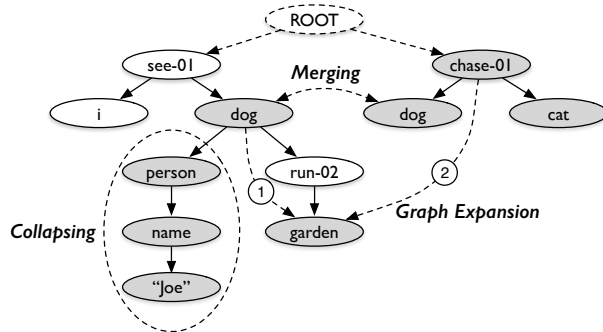 ROOT
see-01
chase-01
Merging
i
dog
dog
cat
person
run-02
1
2
Collapsing
name
garden
Graph Expansion
“Joe”